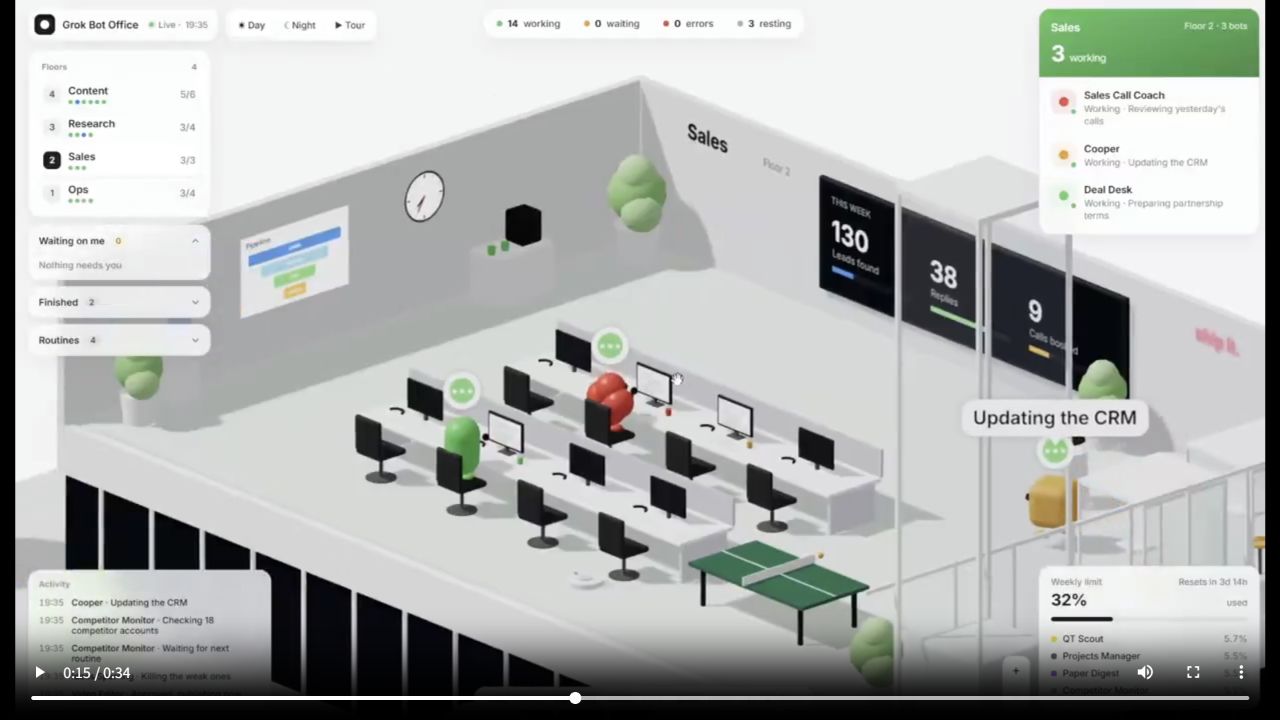 Grok Bot Office
Live · 19:35
Day
Night
Tour
14 working
0 waiting
0 errors
3 resting
Floors 4
4 Content 5/6
3 Research 3/4
2 Sales 3/3
1 Ops 3/4
Waiting on me 0
Nothing needs you
Finished 2
Routines 4
Pipeline
Sales
Floor 2
THIS WEEK
130
Leads found
38
Replies
9
Calls booked
ship it.
Updating the CRM
Sales
Floor 2 · 3 bots
3 working
Sales Call Coach
Working · Reviewing yesterday's
calls
Cooper
Working · Updating the CRM
Deal Desk
Working · Preparing partnership
terms
Activity
19:35 Cooper · Updating the CRM
19:35 Competitor Monitor · Checking 18
competitor accounts
19:35 Competitor Monitor · Waiting for next
routine
19:35 Killing the weak ones
Weekly limit
Resets in 3d 14h
32%
used
QT Scout 5.7%
Projects Manager 5.5%
Paper Digest
Competitor Monitor
+
0:15 / 0:34